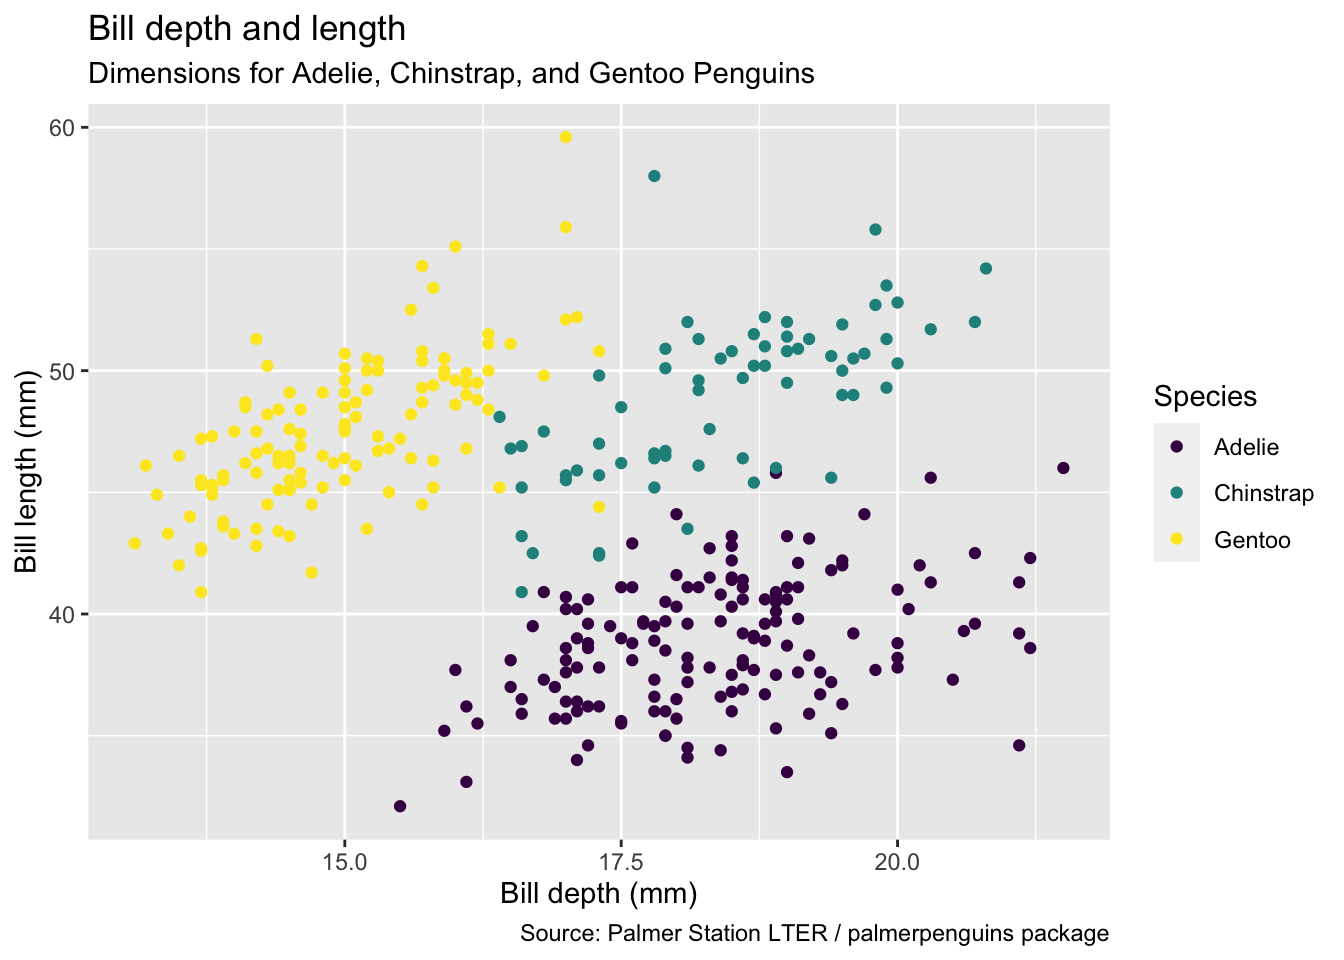 Bill depth and length
Dimensions for Adelie, Chinstrap, and Gentoo Penguins
60
50
40
Bill length (mm)
15.0 17.5 20.0
Bill depth (mm)
Species
Adelie
Chinstrap
Gentoo
Source: Palmer Station LTER / palmerpenguins package